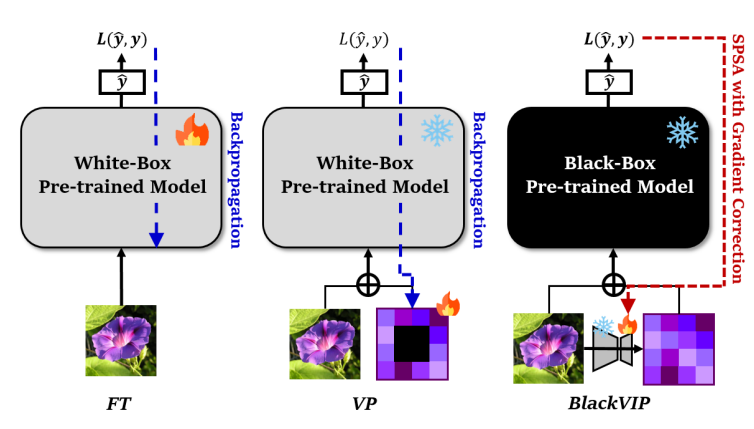 L(ŷ, y)
ŷ
White-Box
Pre-trained Model
Backpropagation
FT
L(ŷ, y)
ŷ
White-Box
Pre-trained Model
Backpropagation
VP
L(ŷ, y)
ŷ
Black-Box
Pre-trained Model
SPSA with Gradient Correction
BlackVIP